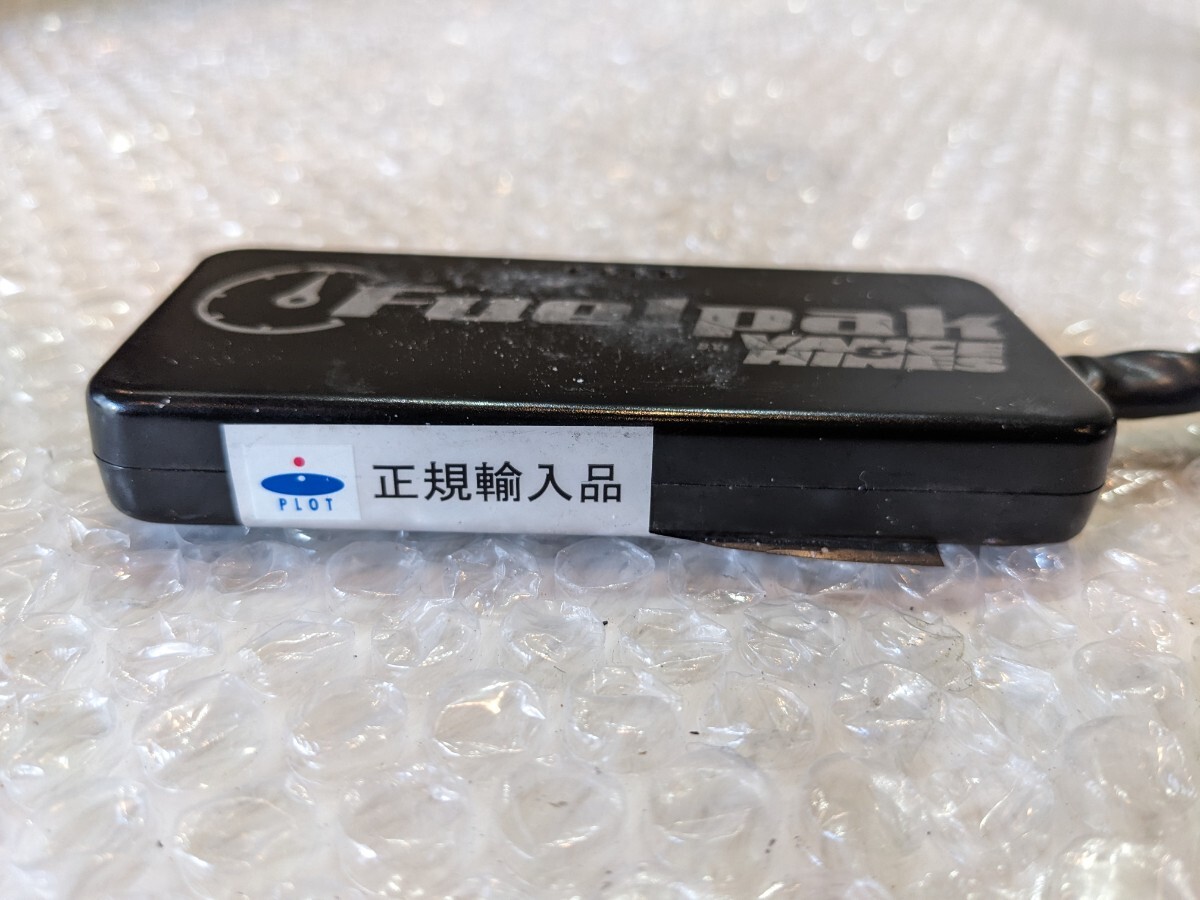 Fuelpak
VANCE
& HINES
PLOT
正規輸入品